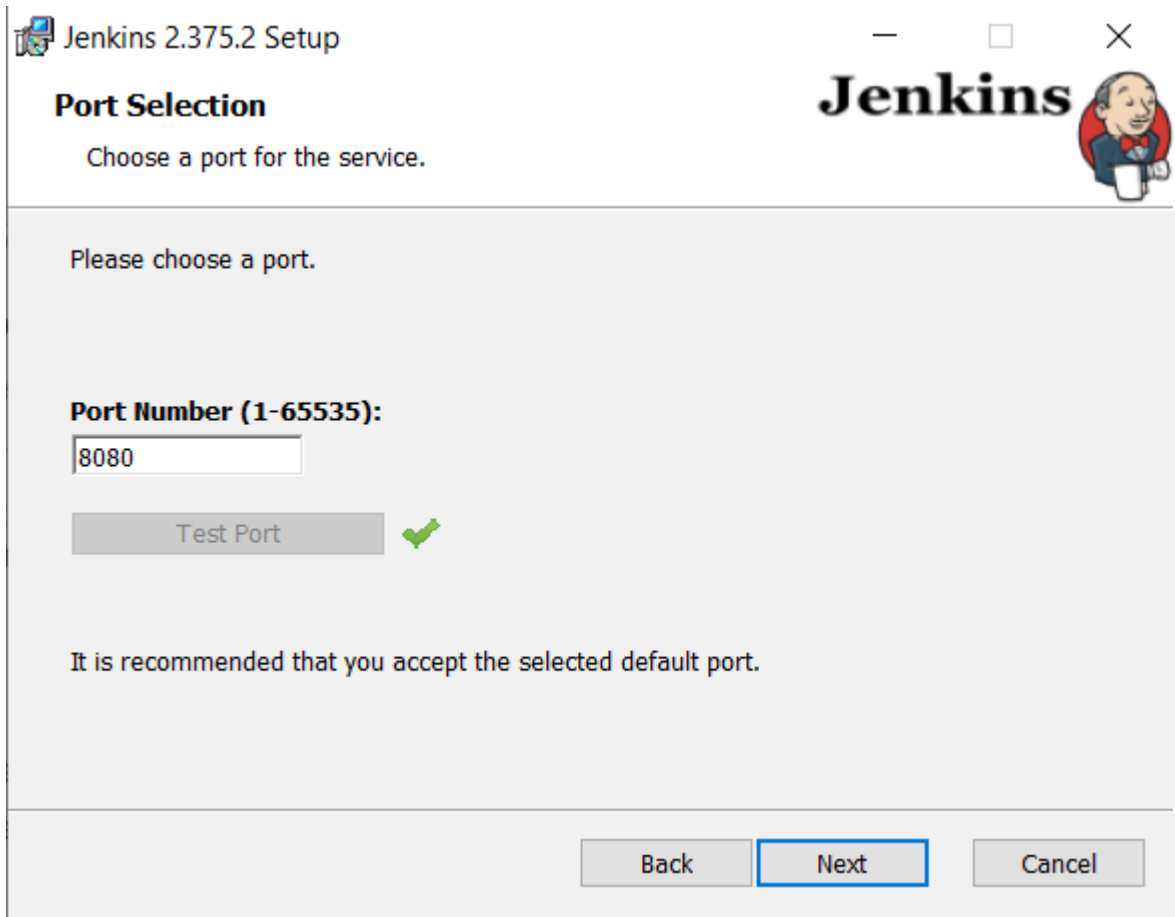 Jenkins 2.375.2 Setup
Port Selection
Jenkins
Choose a port for the service.
Please choose a port.
Port Number (1-65535):
8080
Test Port
It is recommended that you accept the selected default port.
Back Next Cancel